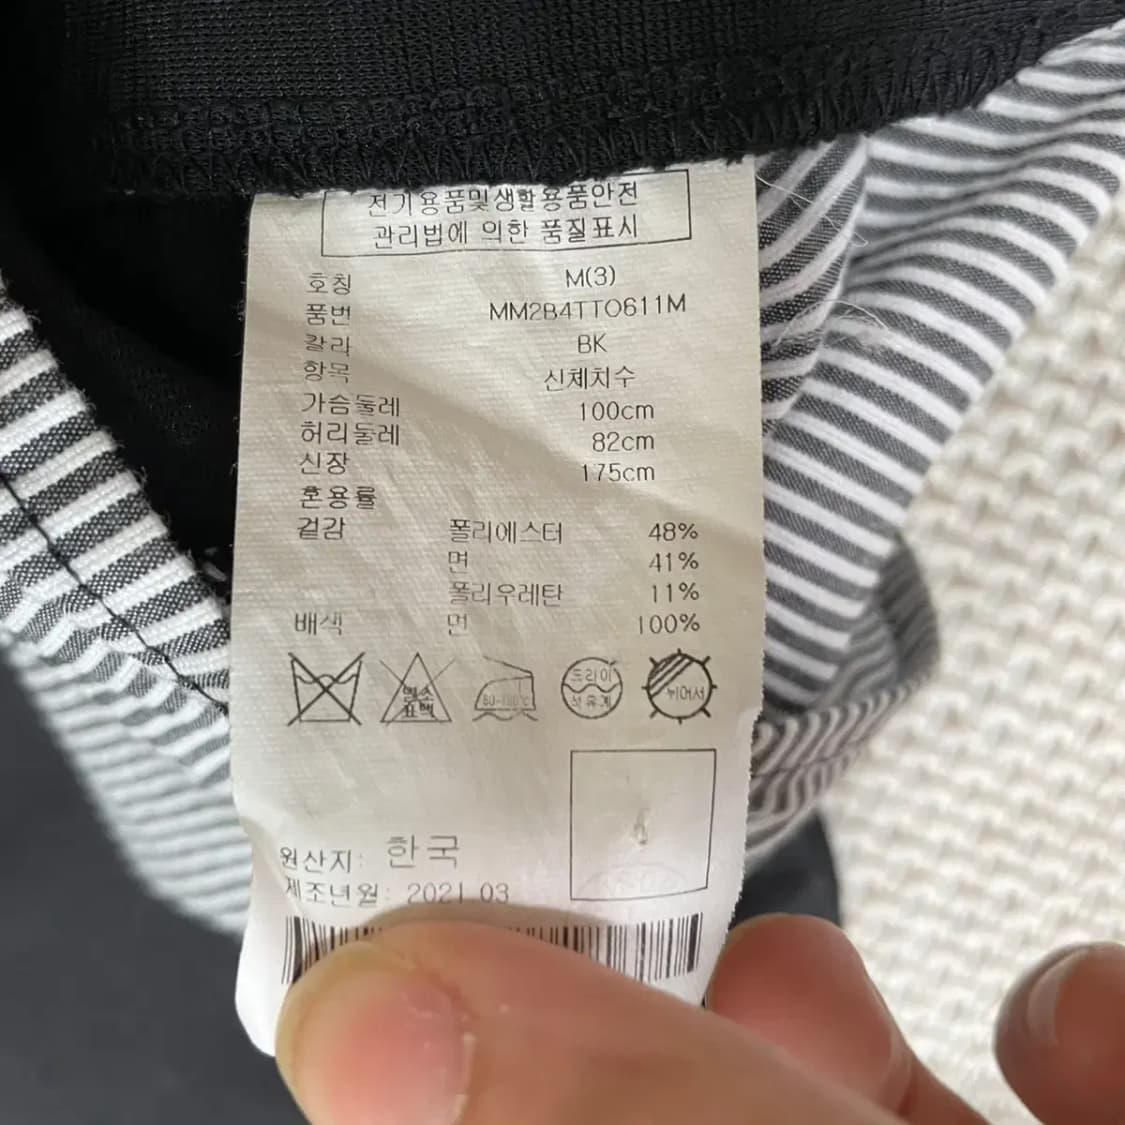 전기용품및생활용품안전
관리법에 의한 품질표시
호칭 M(3)
품번 MM2B4TTO611M
칼라 BK
항목 신체치수
가슴둘레 100cm
허리둘레 82cm
신장 175cm
혼용률
겉감 폴리에스터 48%
면 41%
폴리우레탄 11%
배색 면 100%
염소 표백
드라이 석유계
뉘어서
원산지: 한국
제조년월: 2021.03